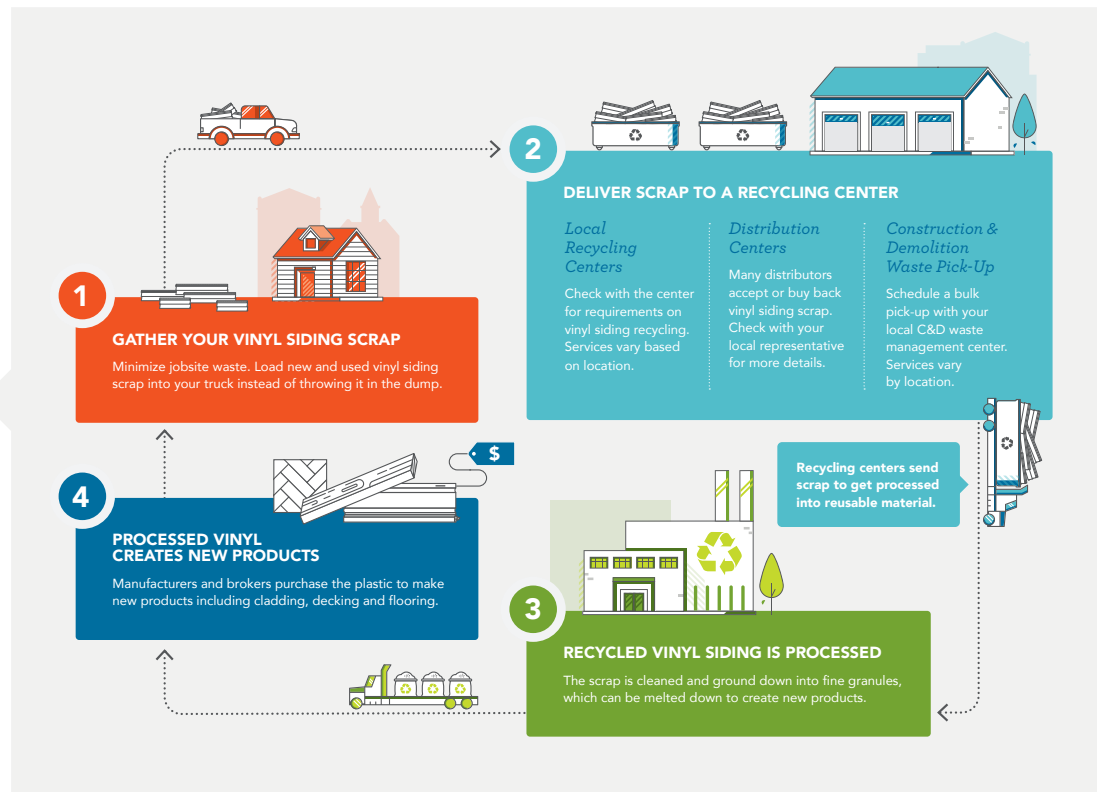 1
GATHER YOUR VINYL SIDING SCRAP
Minimize jobsite waste. Load new and used vinyl siding
scrap into your truck instead of throwing it in the dump.
2
DELIVER SCRAP TO A RECYCLING CENTER
Local
Recycling
Centers
Check with the center
for requirements on
vinyl siding recycling.
Services vary based
on location.
Distribution
Centers
Many distributors
accept or buy back
vinyl siding scrap.
Check with your
local representative
for more details.
Construction &
Demolition
Waste Pick-Up
Schedule a bulk
pick-up with your
local C&D waste
management center.
Services vary
by location.
Recycling centers send
scrap to get processed
into reusable material.
3
RECYCLED VINYL SIDING IS PROCESSED
The scrap is cleaned and ground down into fine granules,
which can be melted down to create new products.
4
$
PROCESSED VINYL
CREATES NEW PRODUCTS
Manufacturers and brokers purchase the plastic to make
new products including cladding, decking and flooring.